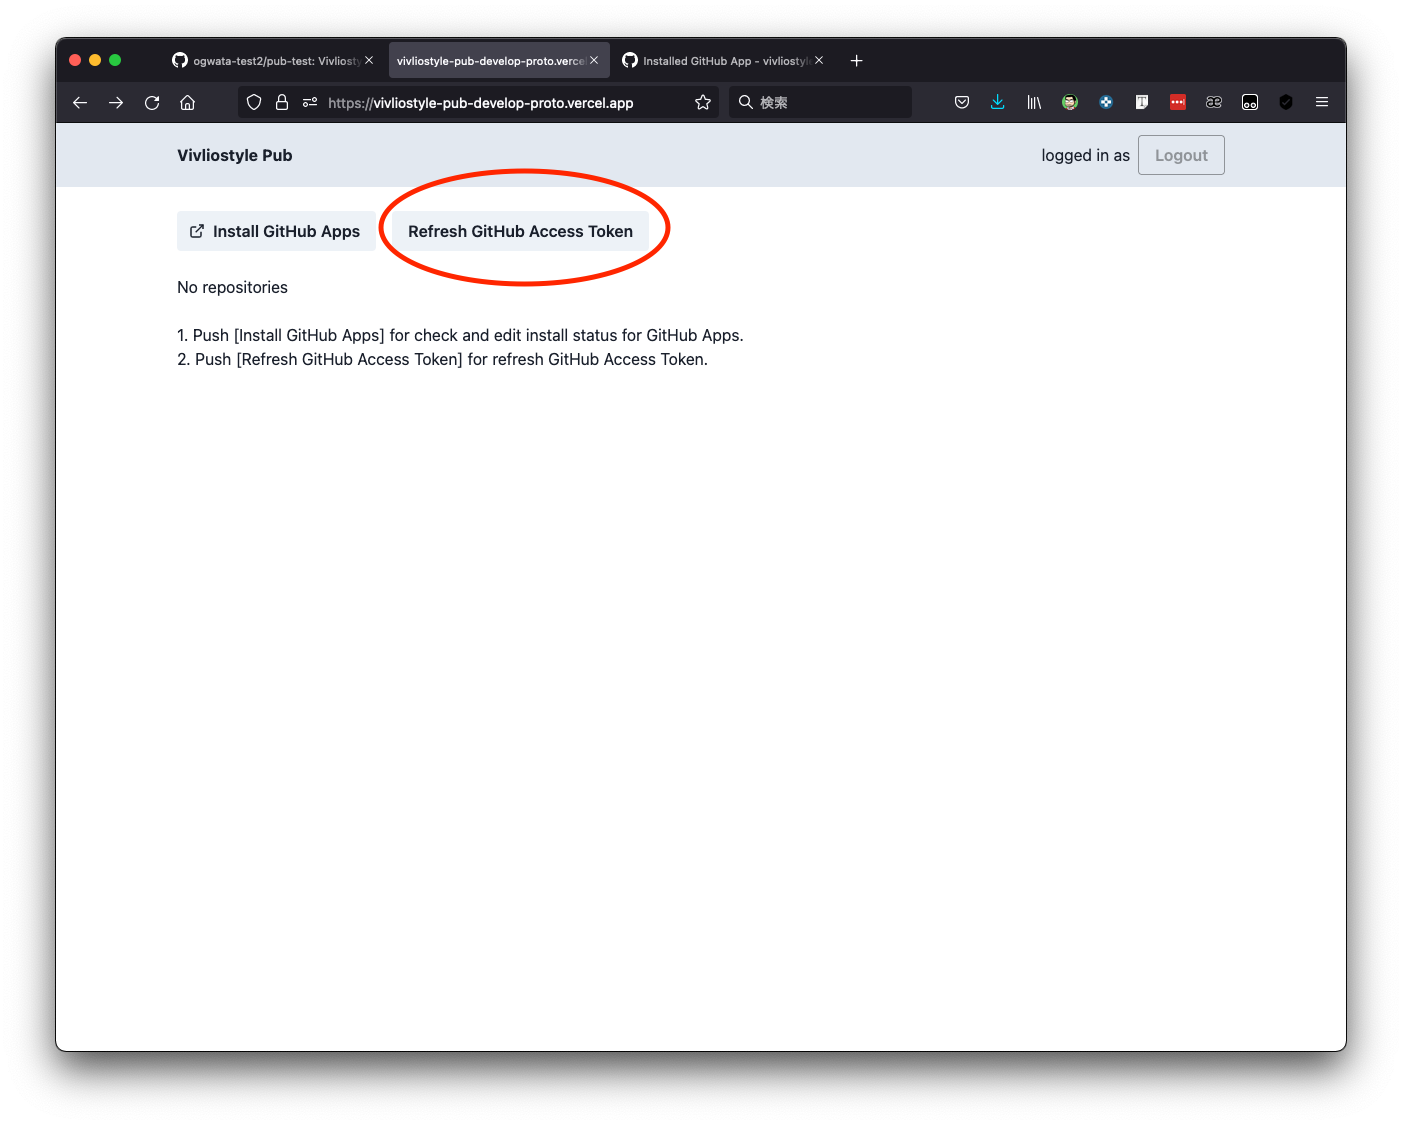 ogwata-test2/pub-test: Vivliosty
vivliostyle-pub-develop-proto.vercel
Installed GitHub App - vivliostyle
https://vivliostyle-pub-develop-proto.vercel.app
検索
Vivliostyle Pub
logged in as
Logout
Install GitHub Apps
Refresh GitHub Access Token
No repositories
1. Push [Install GitHub Apps] for check and edit install status for GitHub Apps.
2. Push [Refresh GitHub Access Token] for refresh GitHub Access Token.